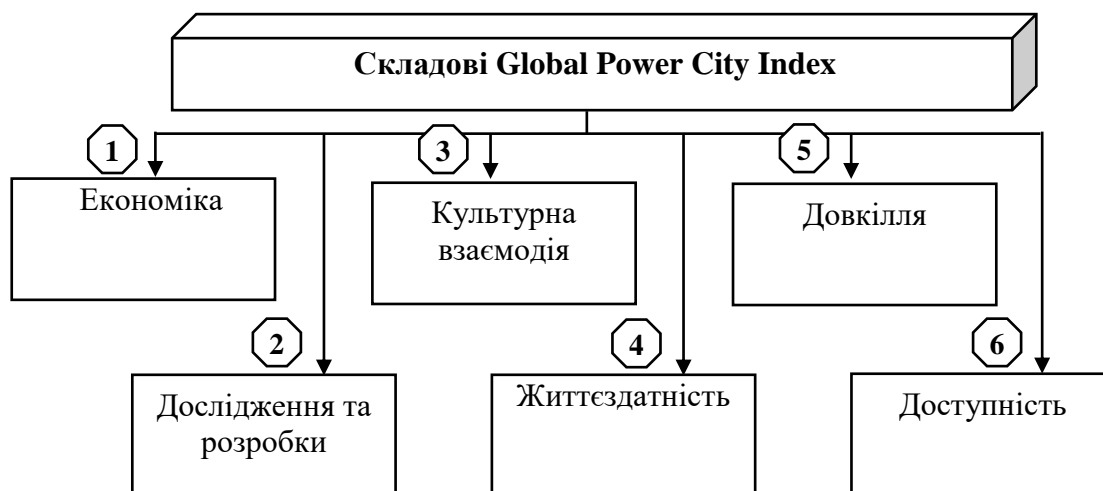 Складові Global Power City Index
1
Економіка
2
Дослідження та
розробки
3
Культурна
взаємодія
4
Життєздатність
5
Довкілля
6
Доступність